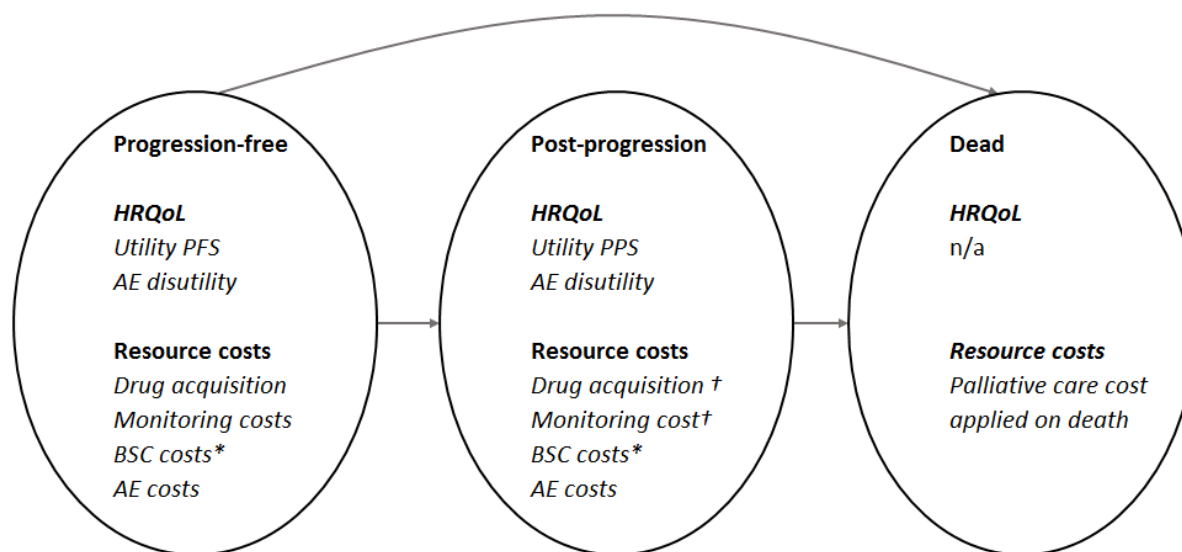 Progression-free
HRQoL
Utility PFS
AE disutility
Resource costs
Drug acquisition
Monitoring costs
BSC costs*
AE costs
Post-progression
HRQoL
Utility PPS
AE disutility
Resource costs
Drug acquisition †
Monitoring cost†
BSC costs*
AE costs
Dead
HRQoL
n/a
Resource costs
Palliative care cost
applied on death